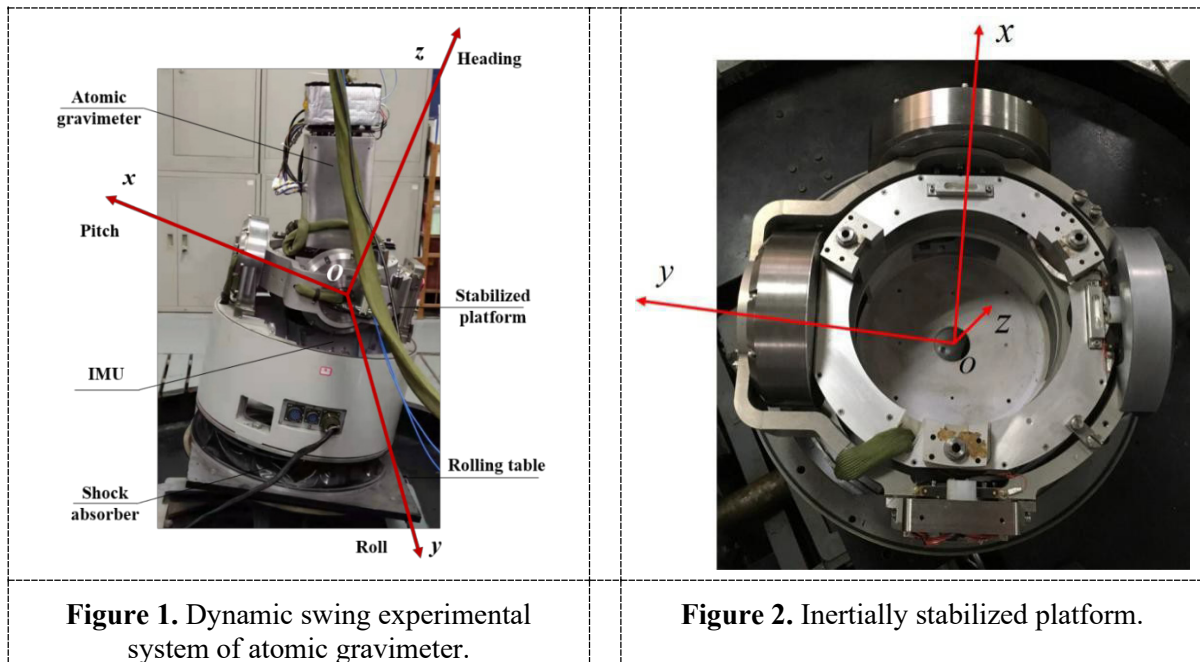 z
Heading
Atomic
gravimeter
x
Pitch
O
Stabilized
platform
IMU
Rolling table
Shock
absorber
Roll
y
x
y
z
o
Figure 1. Dynamic swing experimental
system of atomic gravimeter.
Figure 2. Inertially stabilized platform.